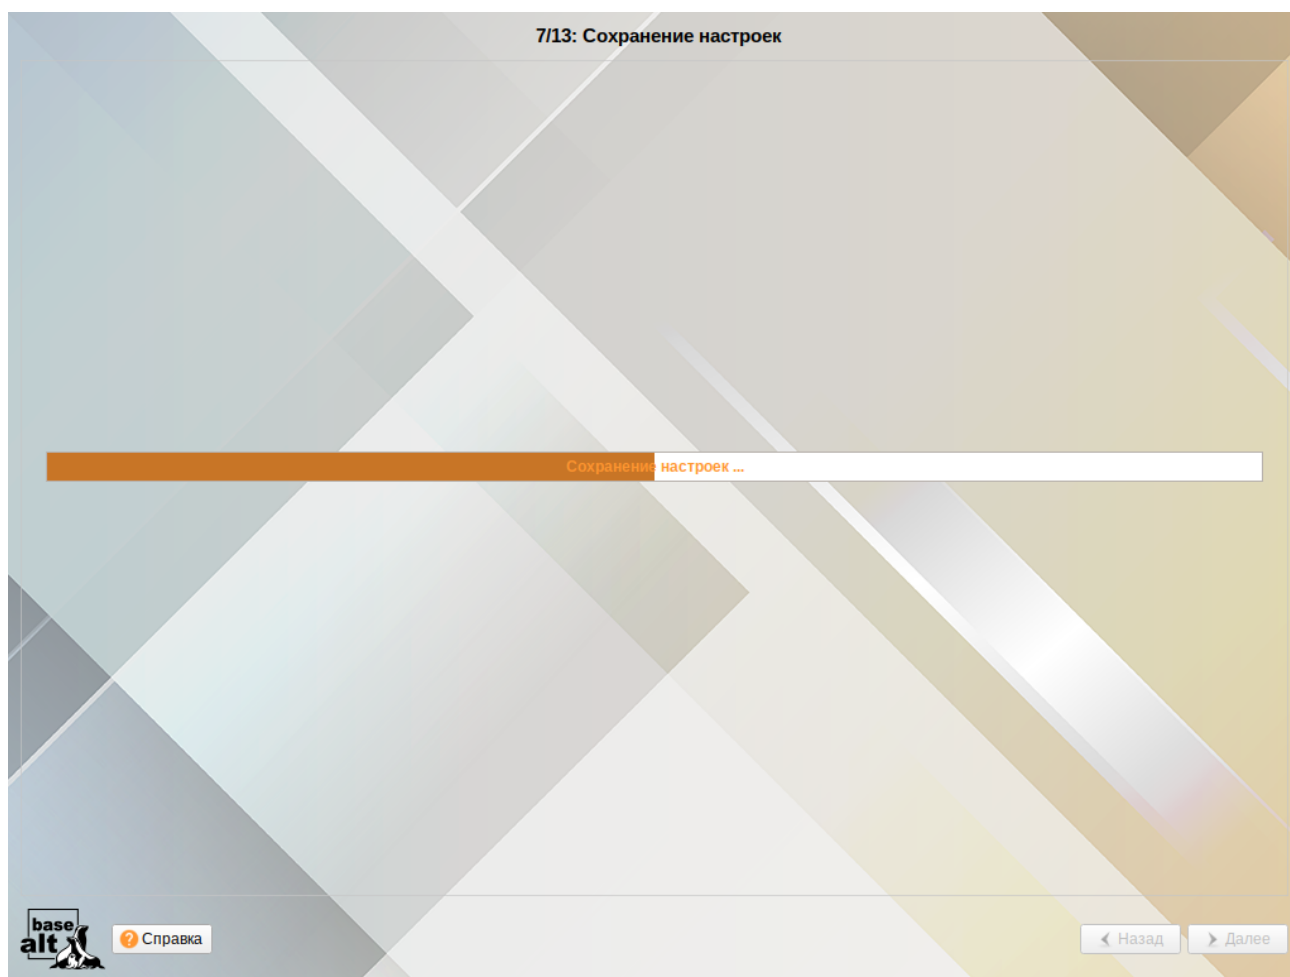 7/13: Сохранение настроек
Сохранение настроек ...
base
alt
Справка
Назад
Далее